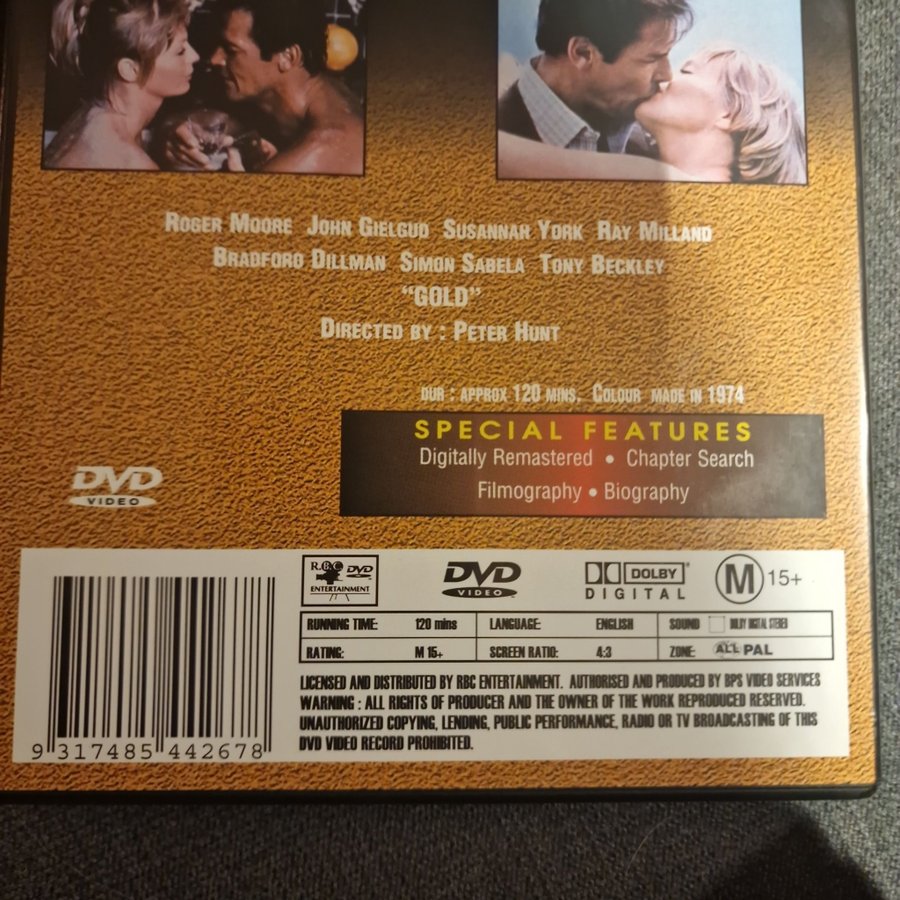 ROGER MOORE JOHN GIELGUD SUSANNAH YORK RAY MILLAND
BRADFORD DILLMAN SIMON SABELA TONY BECKLEY
"GOLD"
DIRECTED BY : PETER HUNT
DUR : APPROX 120 MINS, COLOUR MADE IN 1974
SPECIAL FEATURES
Digitally Remastered • Chapter Search
Filmography • Biography
DVD
VIDEO
R.B.C. DVD
ENTERTAINMENT
DVD
VIDEO
DOLBY
DIGITAL
M 15+
RUNNING TIME: 120 mins LANGUAGE: ENGLISH SOUND DOLBY DIGITAL STEREO
RATING: M 15+ SCREEN RATIO: 4:3 ZONE: ALL PAL
LICENSED AND DISTRIBUTED BY RBC ENTERTAINMENT. AUTHORISED AND PRODUCED BY BPS VIDEO SERVICES
WARNING : ALL RIGHTS OF PRODUCER AND THE OWNER OF THE WORK REPRODUCED RESERVED.
UNAUTHORIZED COPYING, LENDING, PUBLIC PERFORMANCE, RADIO OR TV BROADCASTING OF THIS
DVD VIDEO RECORD PROHIBITED.
9 317485 442678